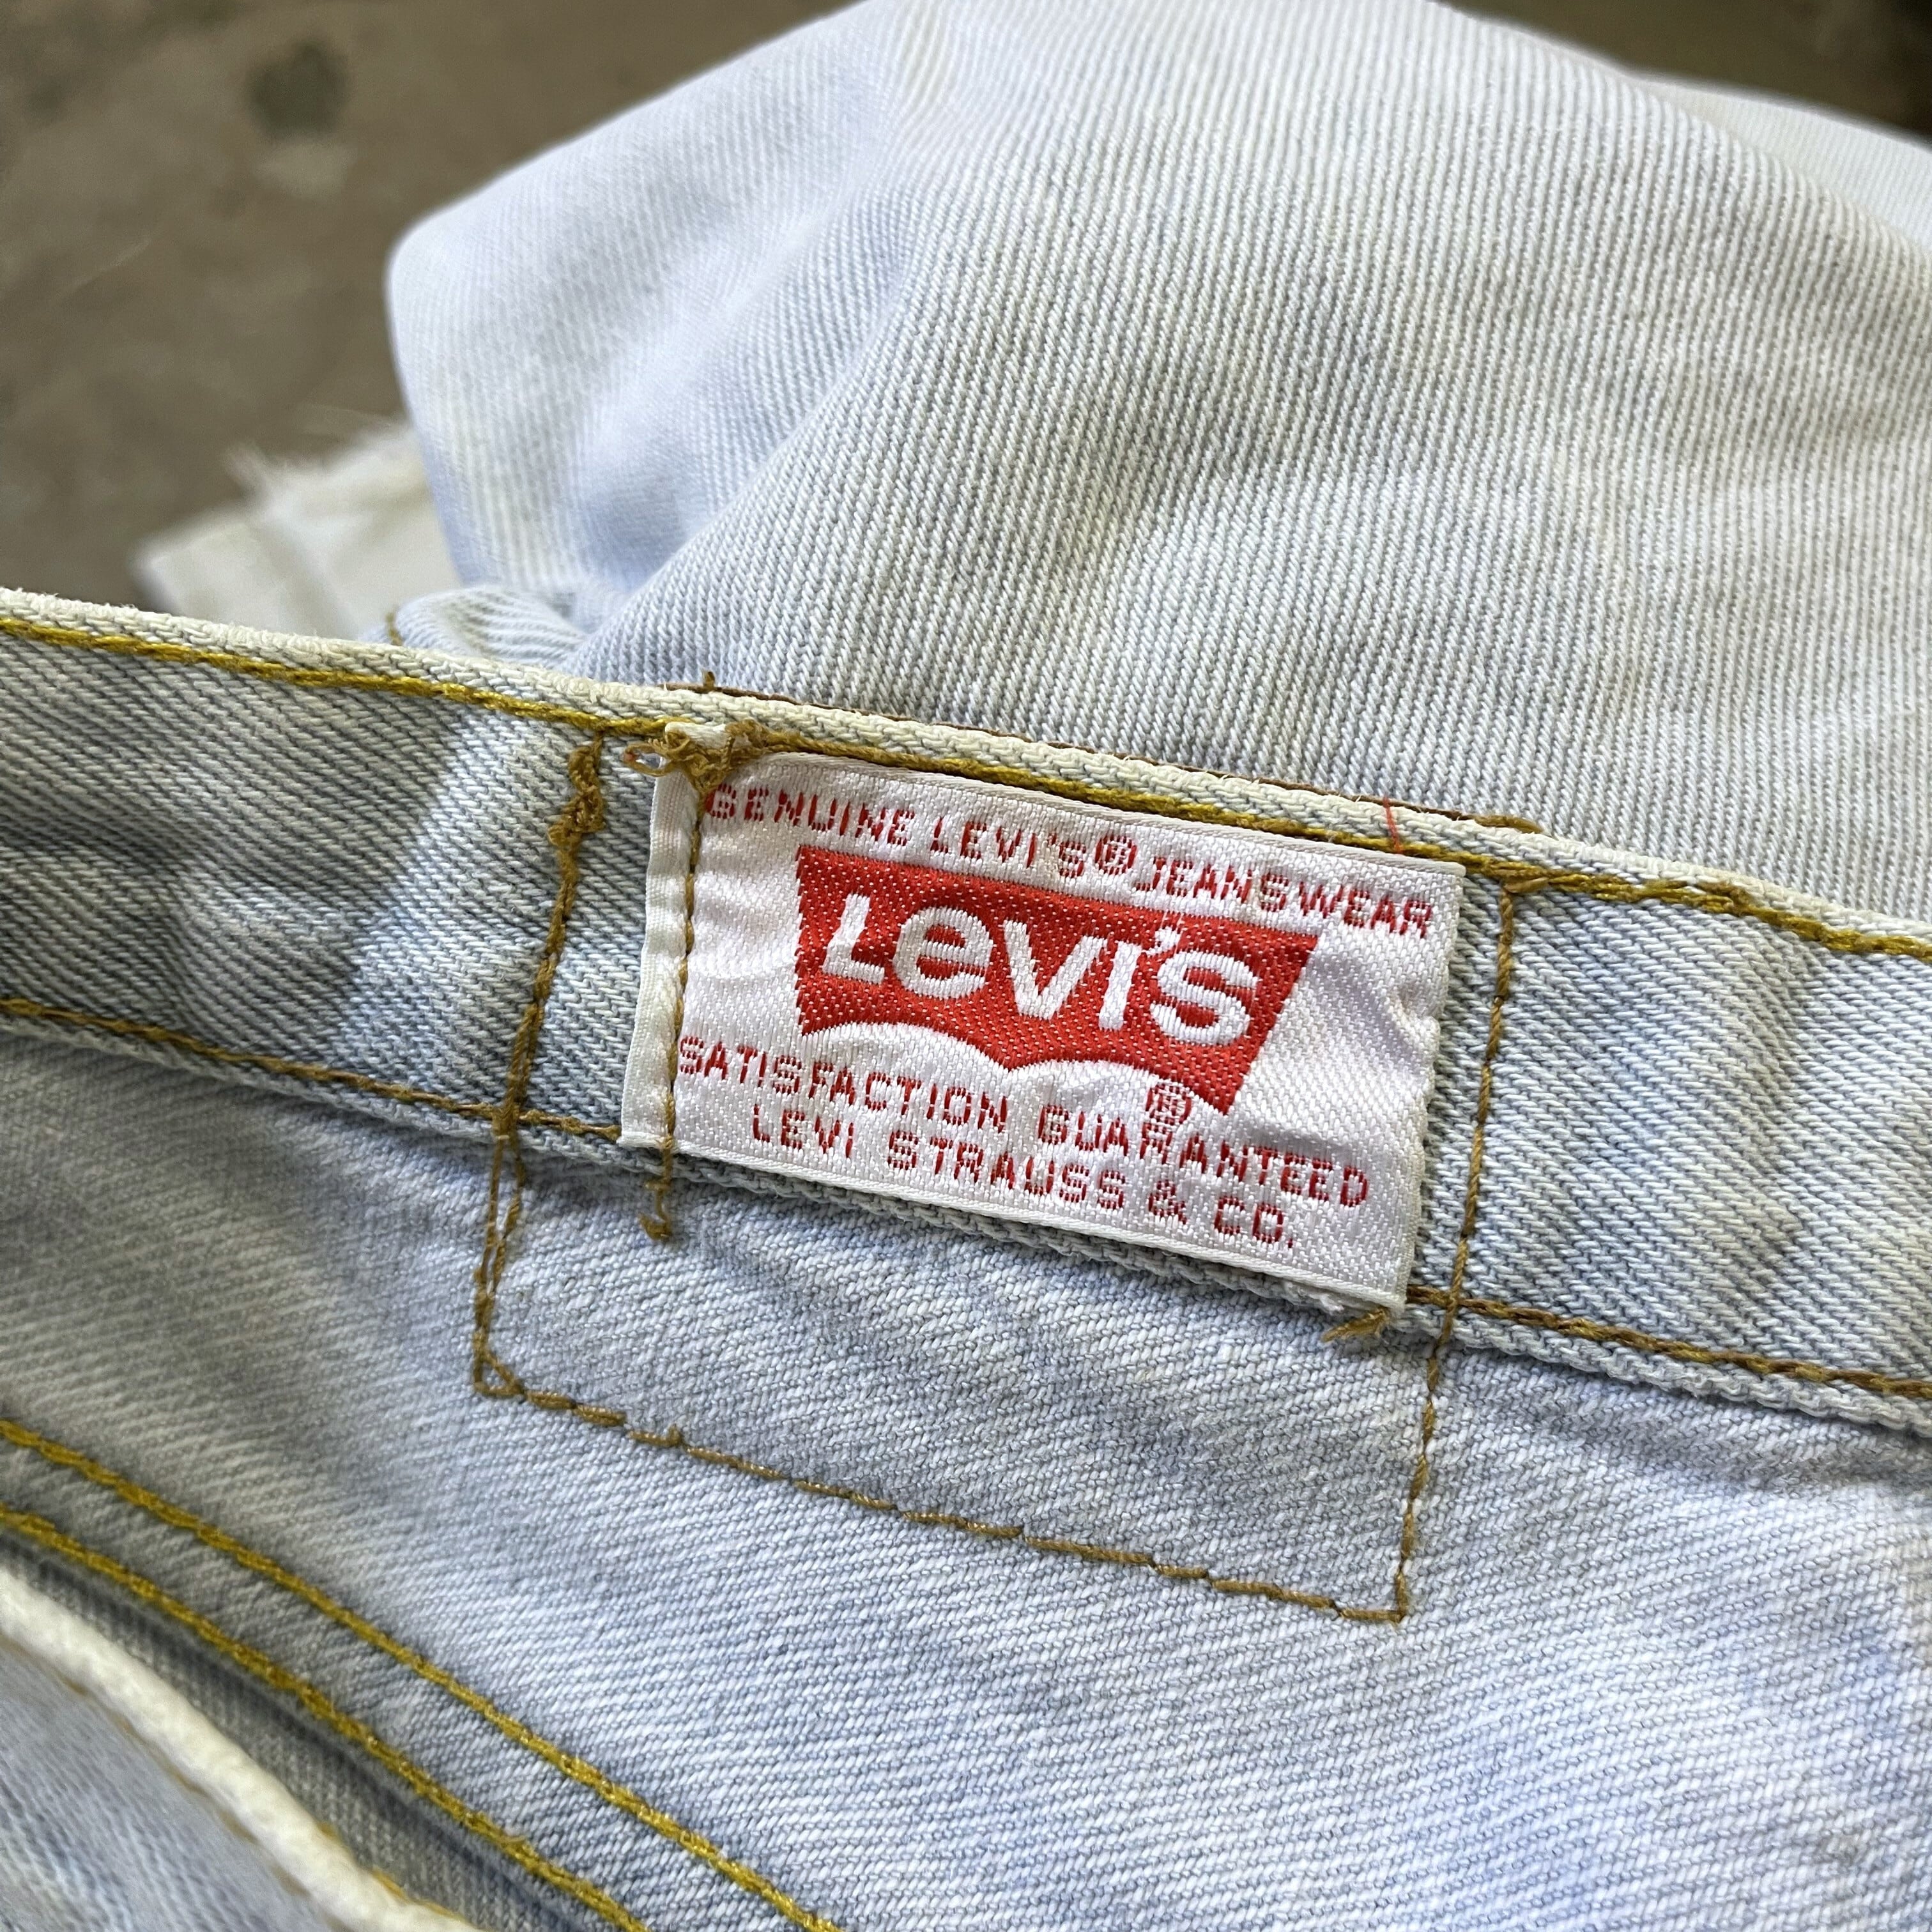 GENUINE LEVI'S® JEANSWEAR
LEVI'S
®
SATISFACTION GUARANTEED
LEVI STRAUSS & CO.